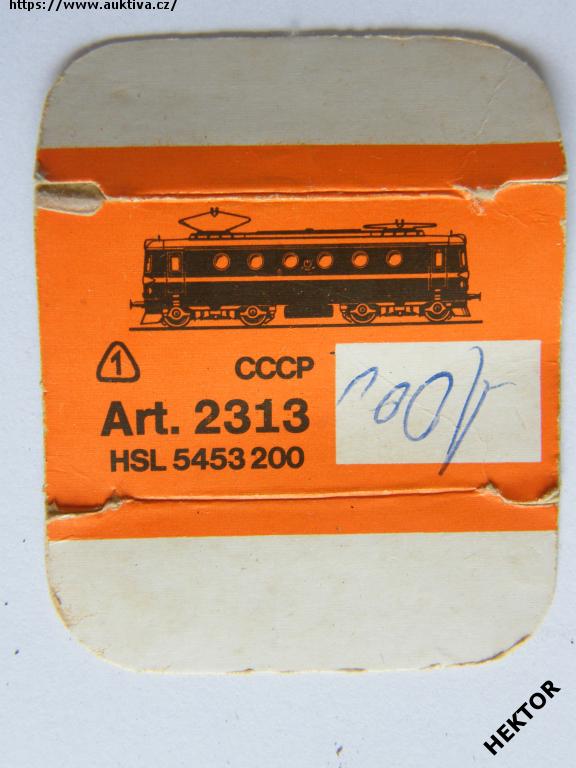 https://www.auktiva.cz/
1
CCCP
Art. 2313
HSL 5453 200
HEKTOR